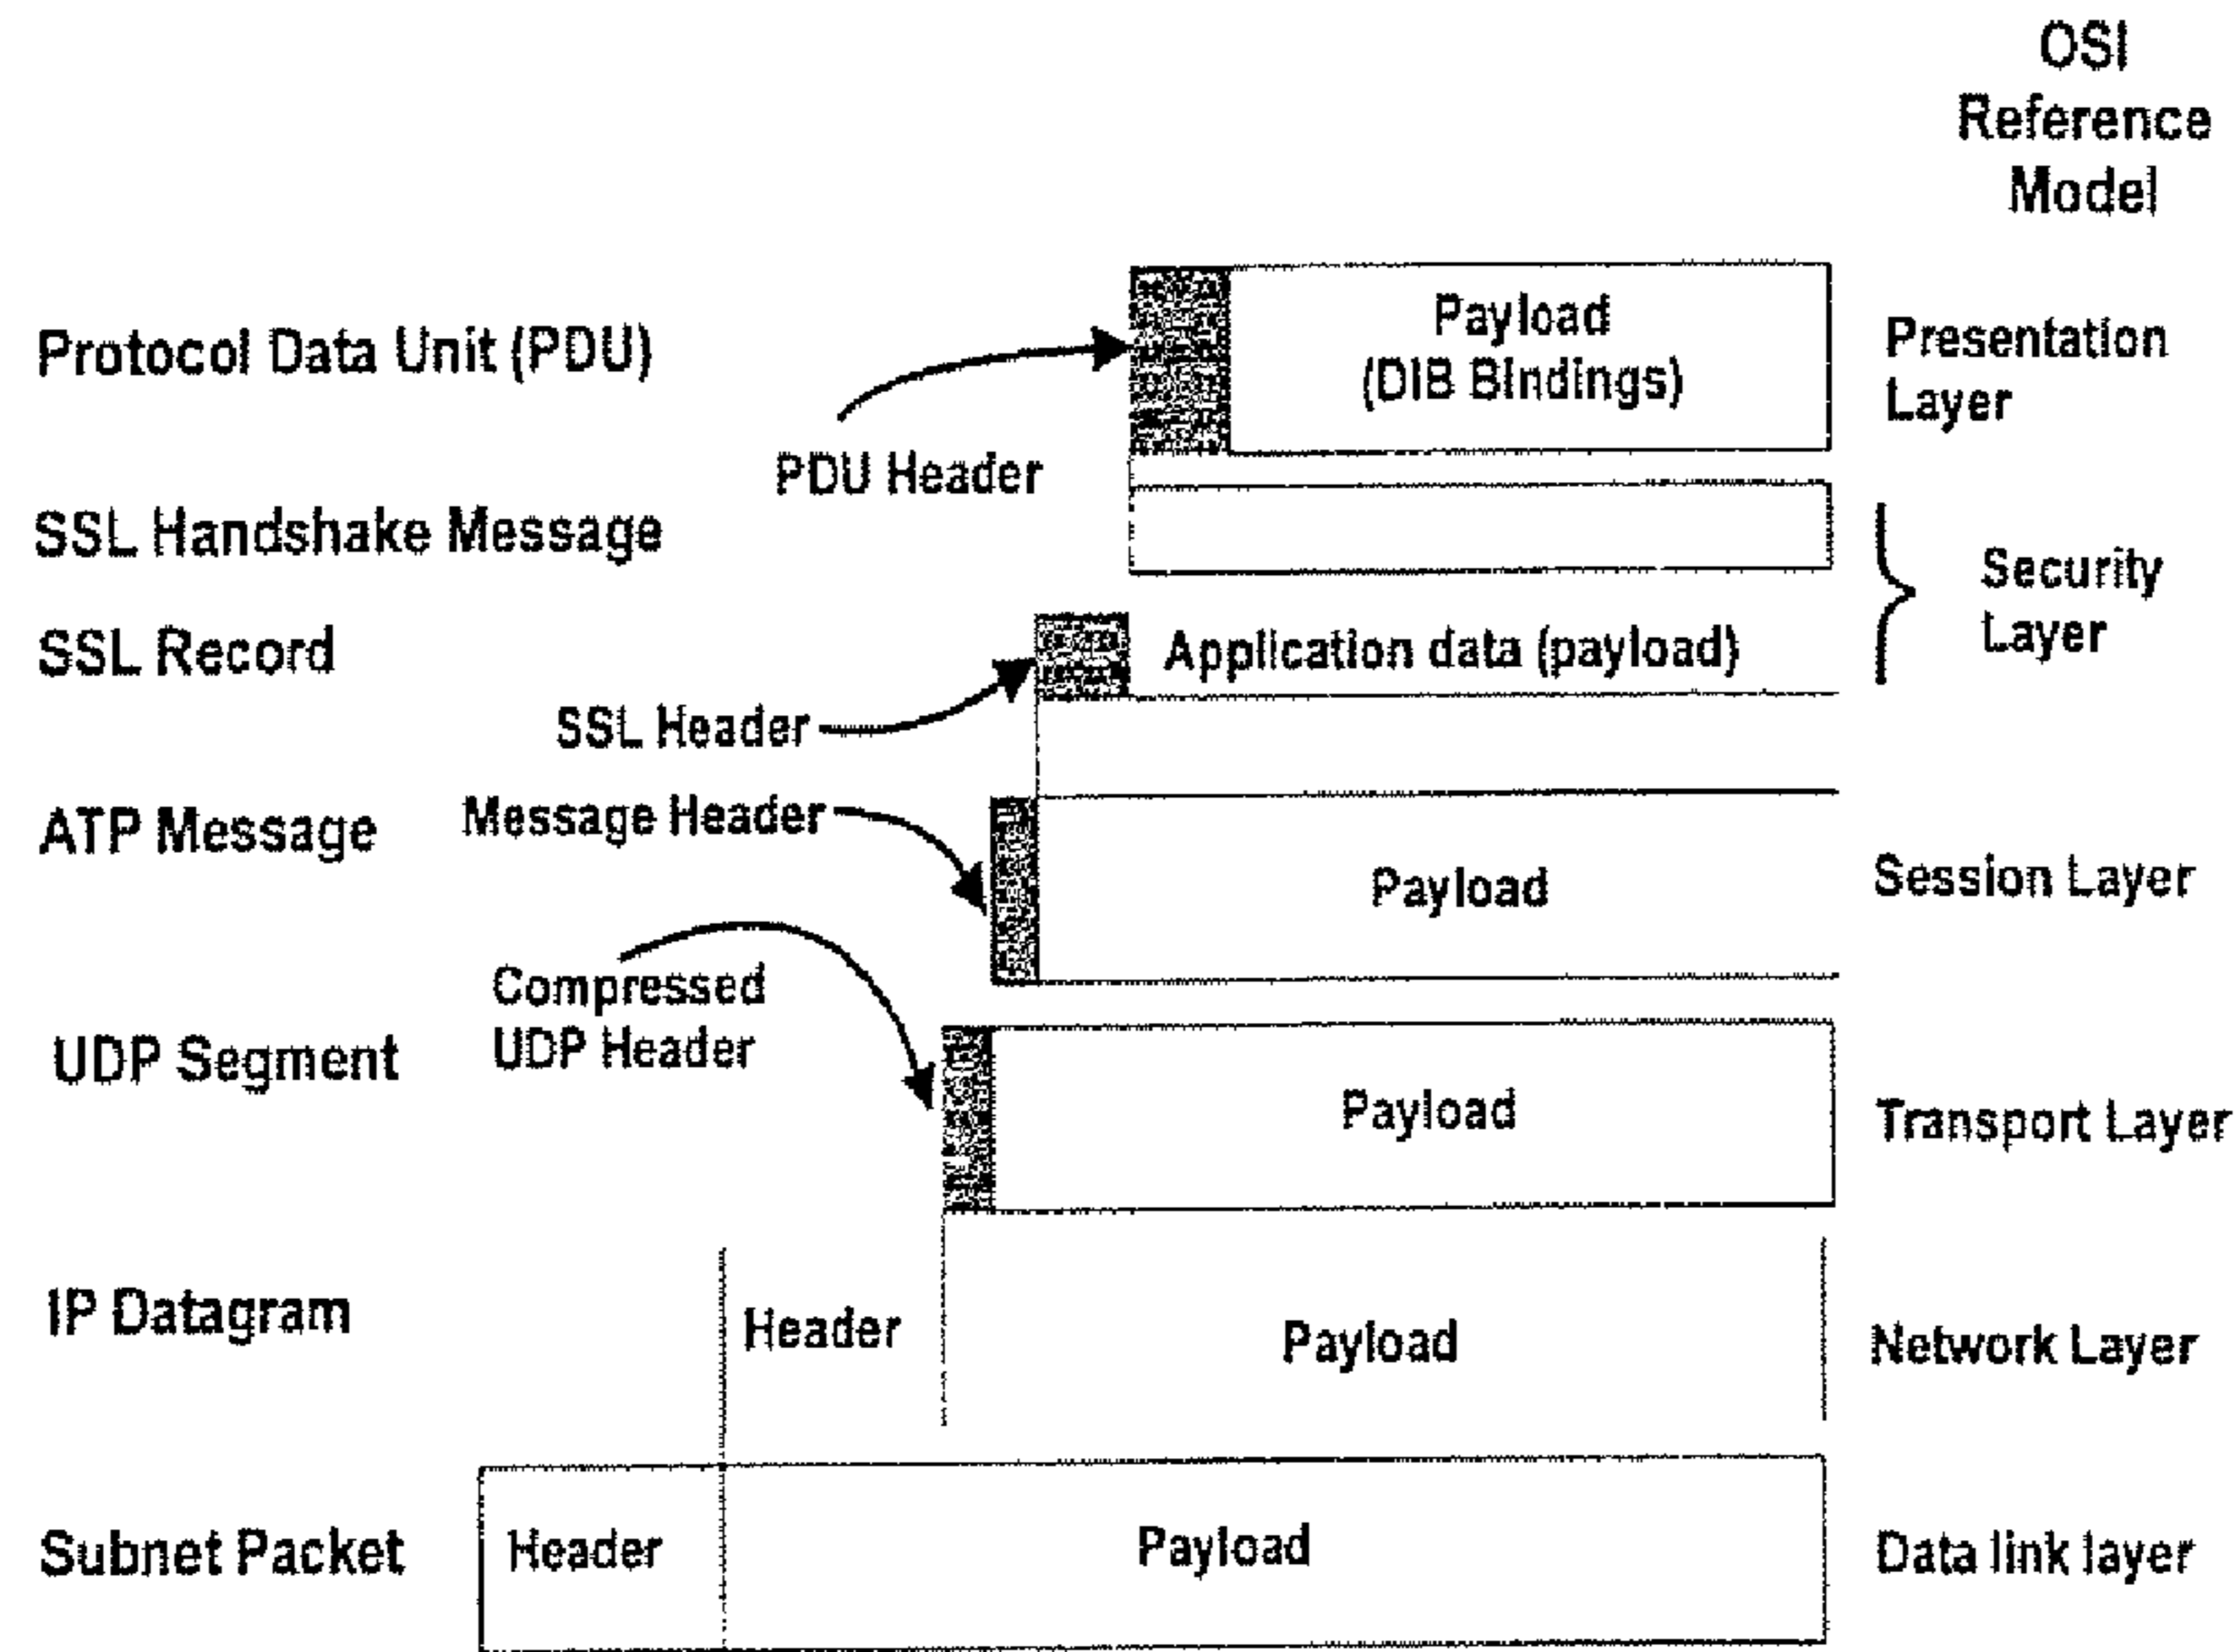 OSI
Reference
Model
Protocol Data Unit (PDU)
Payload
(DIB Bindings)
Presentation
Layer
PDU Header
SSL Handshake Message
Security
Layer
SSL Record
Application data (payload)
SSL Header
ATP Message
Message Header
Payload
Session Layer
Compressed
UDP Header
UDP Segment
Payload
Transport Layer
IP Datagram
Header
Payload
Network Layer
Subnet Packet
Header
Payload
Data link layer